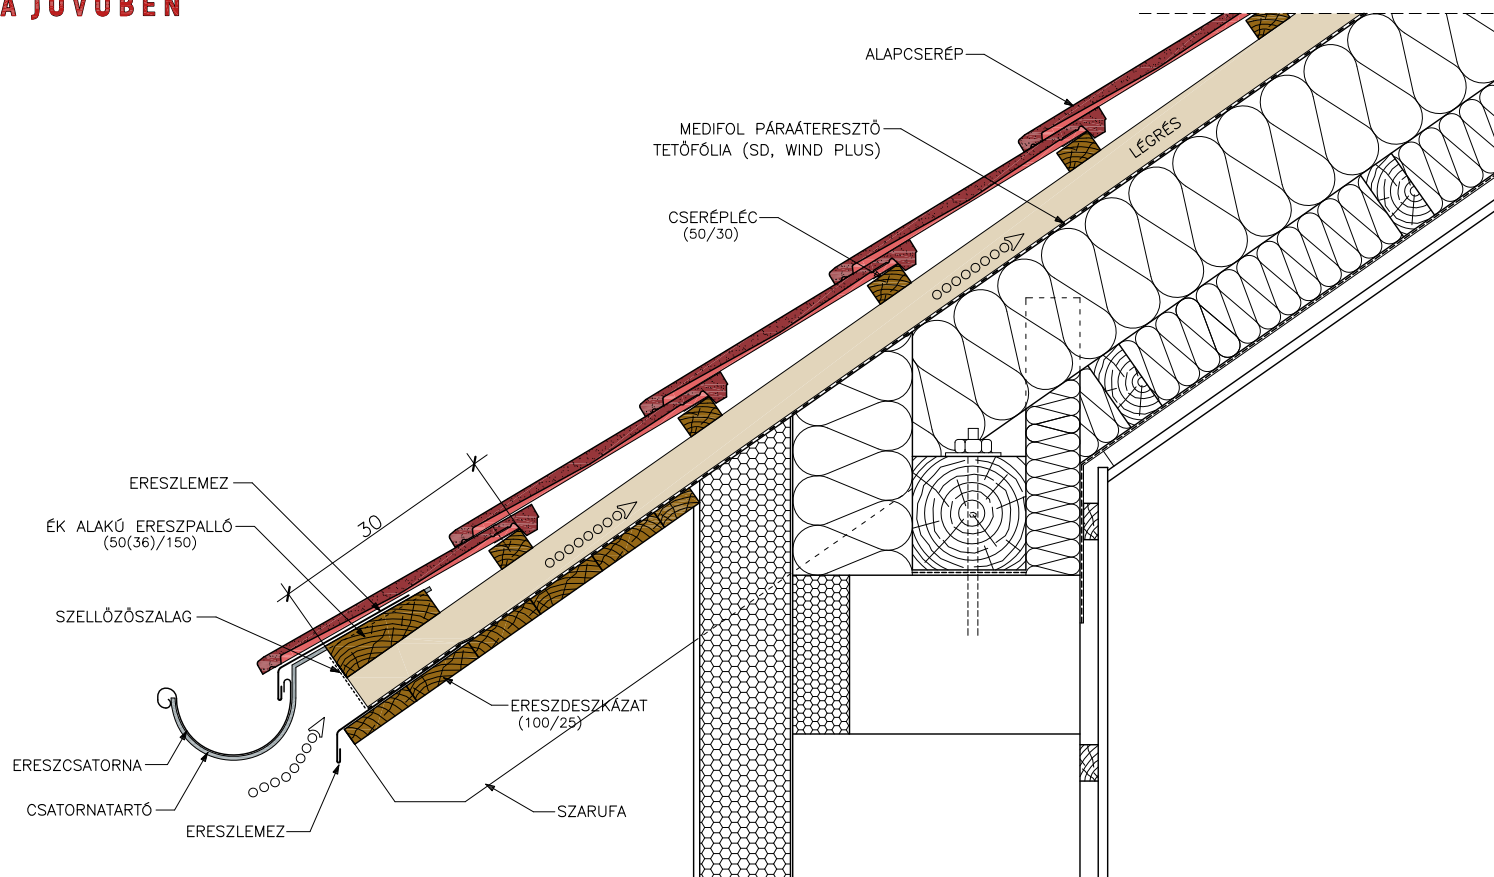 A JÖVŐBEN
ALAPCSERÉP
MEDIFOL PÁRAÁTERESZTŐ
TETŐFÓLIA (SD, WIND PLUS)
LÉGRÉS
CSERÉPLÉC
(50/30)
ERESZLEMEZ
30
ÉK ALAKÚ ERESZPALLÓ
(50(36)/150)
SZELLŐZŐSZALAG
ERESZDESZKÁZAT
(100/25)
ERESZCSATORNA
CSATORNATARTÓ
SZARUFA
ERESZLEMEZ